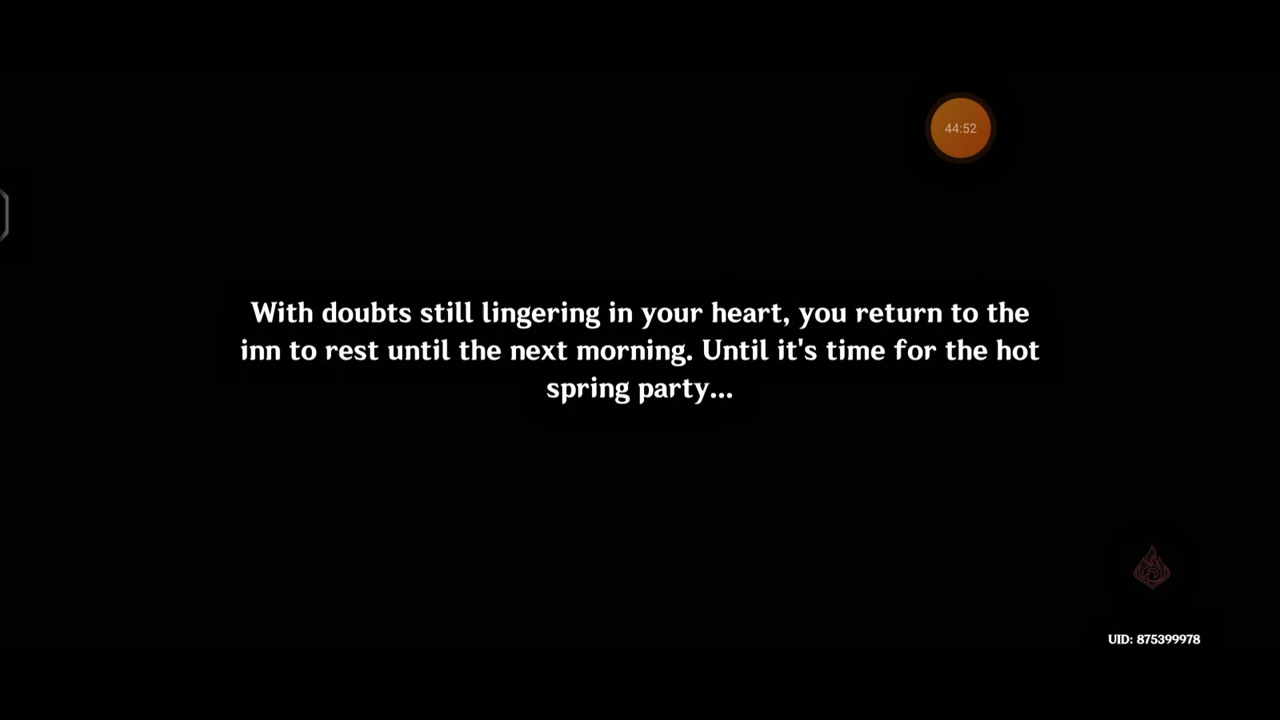 44:52
With doubts still lingering in your heart, you return to the
inn to rest until the next morning. Until it's time for the hot
spring party...
UID: 875399978